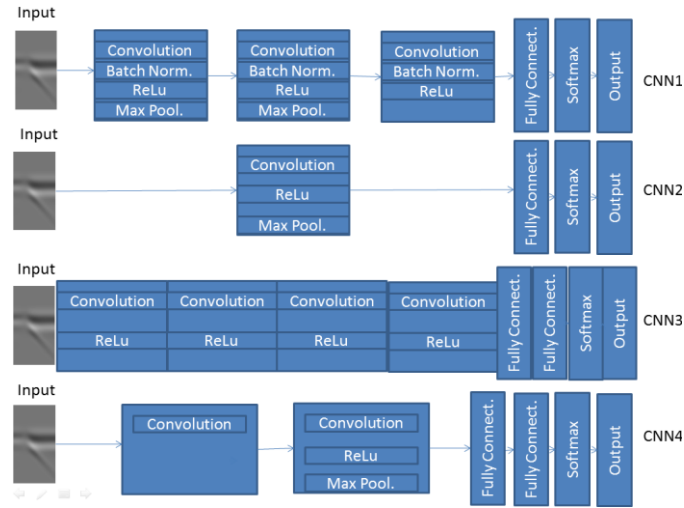 Input
Convolution
Batch Norm.
ReLu
Max Pool.
Convolution
Batch Norm.
ReLu
Max Pool.
Convolution
Batch Norm.
ReLu
Fully Connect.
Softmax
Output
CNN1
Input
Convolution
ReLu
Max Pool.
Fully Connect.
Softmax
Output
CNN2
Input
Convolution
ReLu
Convolution
ReLu
Convolution
ReLu
Convolution
ReLu
Fully Connect.
Fully Connect.
Softmax
Output
CNN3
Input
Convolution
Convolution
ReLu
Max Pool.
Fully Connect.
Fully Connect.
Softmax
Output
CNN4